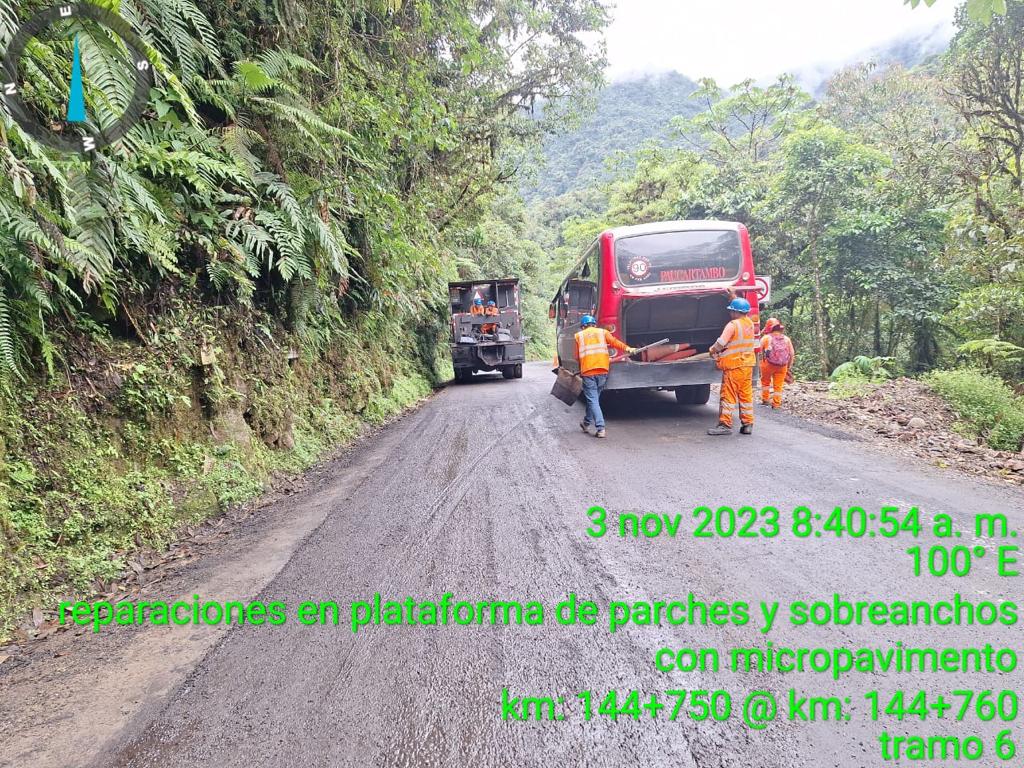 N
E
S
W
90
PAUCARTAMBO
3 nov 2023 8:40:54 a. m.
100° E
reparaciones en plataforma de parches y sobreanchos
con micropavimento
km: 144+750 @ km: 144+760
tramo 6